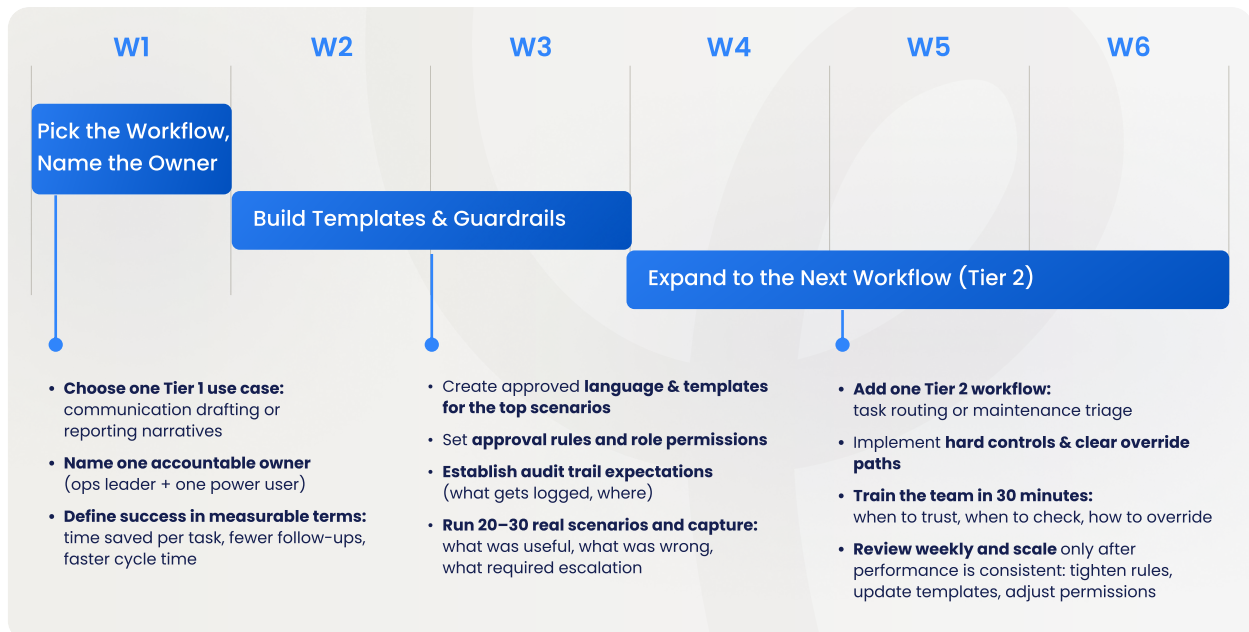 W1 W2 W3 W4 W5 W6
Pick the Workflow,
Name the Owner
Build Templates & Guardrails
Expand to the Next Workflow (Tier 2)
• Choose one Tier 1 use case:
communication drafting or
reporting narratives
• Name one accountable owner
(ops leader + one power user)
• Define success in measurable terms:
time saved per task, fewer follow-ups,
faster cycle time
• Create approved language & templates
for the top scenarios
• Set approval rules and role permissions
• Establish audit trail expectations
(what gets logged, where)
• Run 20–30 real scenarios and capture:
what was useful, what was wrong,
what required escalation
• Add one Tier 2 workflow:
task routing or maintenance triage
• Implement hard controls & clear override
paths
• Train the team in 30 minutes:
when to trust, when to check, how to override
• Review weekly and scale only after
performance is consistent: tighten rules,
update templates, adjust permissions